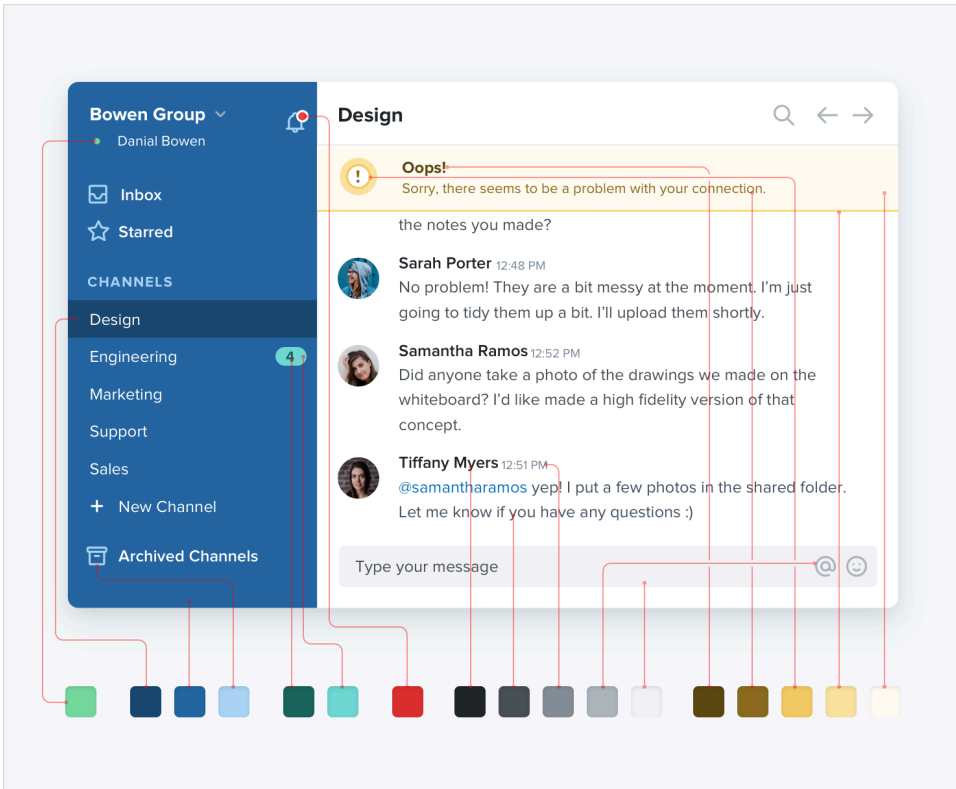 Bowen Group
Danial Bowen
Inbox
Starred
CHANNELS
Design
Engineering 4
Marketing
Support
Sales
+ New Channel
Archived Channels
Design
!
Oops!
Sorry, there seems to be a problem with your connection.
the notes you made?
Sarah Porter 12:48 PM
No problem! They are a bit messy at the moment. I’m just
going to tidy them up a bit. I’ll upload them shortly.
Samantha Ramos 12:52 PM
Did anyone take a photo of the drawings we made on the
whiteboard? I’d like made a high fidelity version of that
concept.
Tiffany Myers 12:51 PM
@samantharamos yep! I put a few photos in the shared folder.
Let me know if you have any questions :)
Type your message @